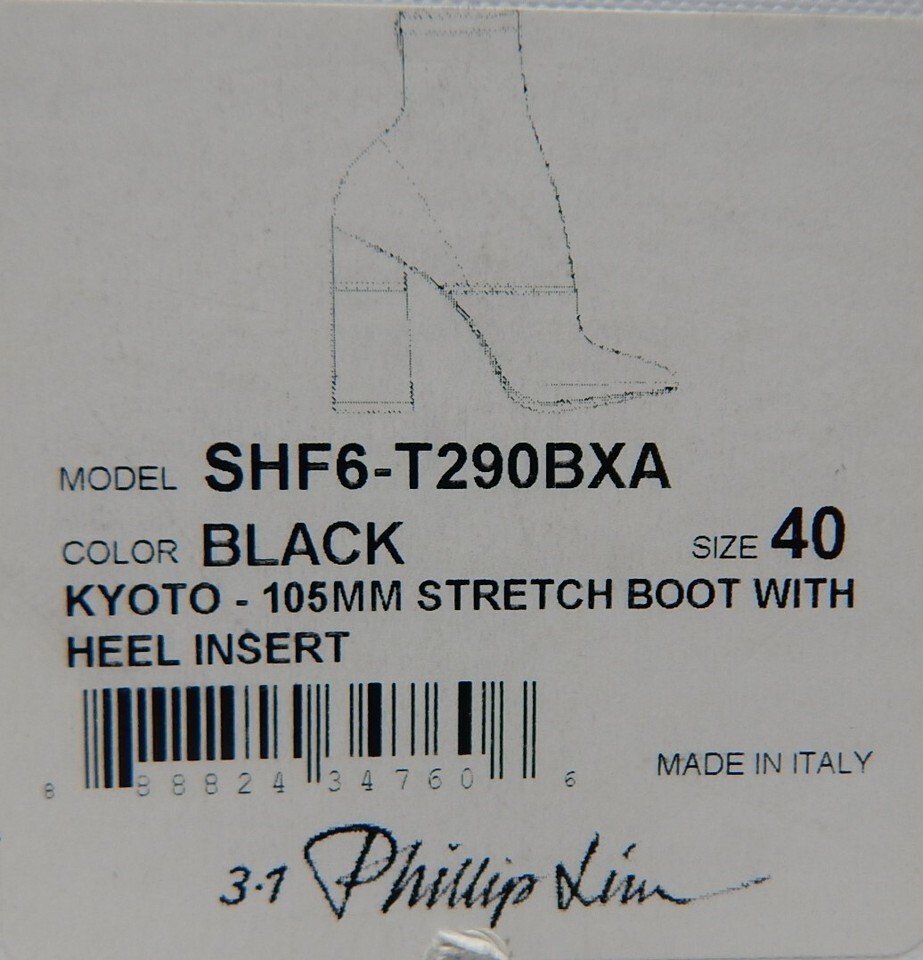 MODEL SHF6-T290BXA
COLOR BLACK SIZE 40
KYOTO - 105MM STRETCH BOOT WITH
HEEL INSERT
8 88824 34760 6
MADE IN ITALY
3.1 Phillip Lim